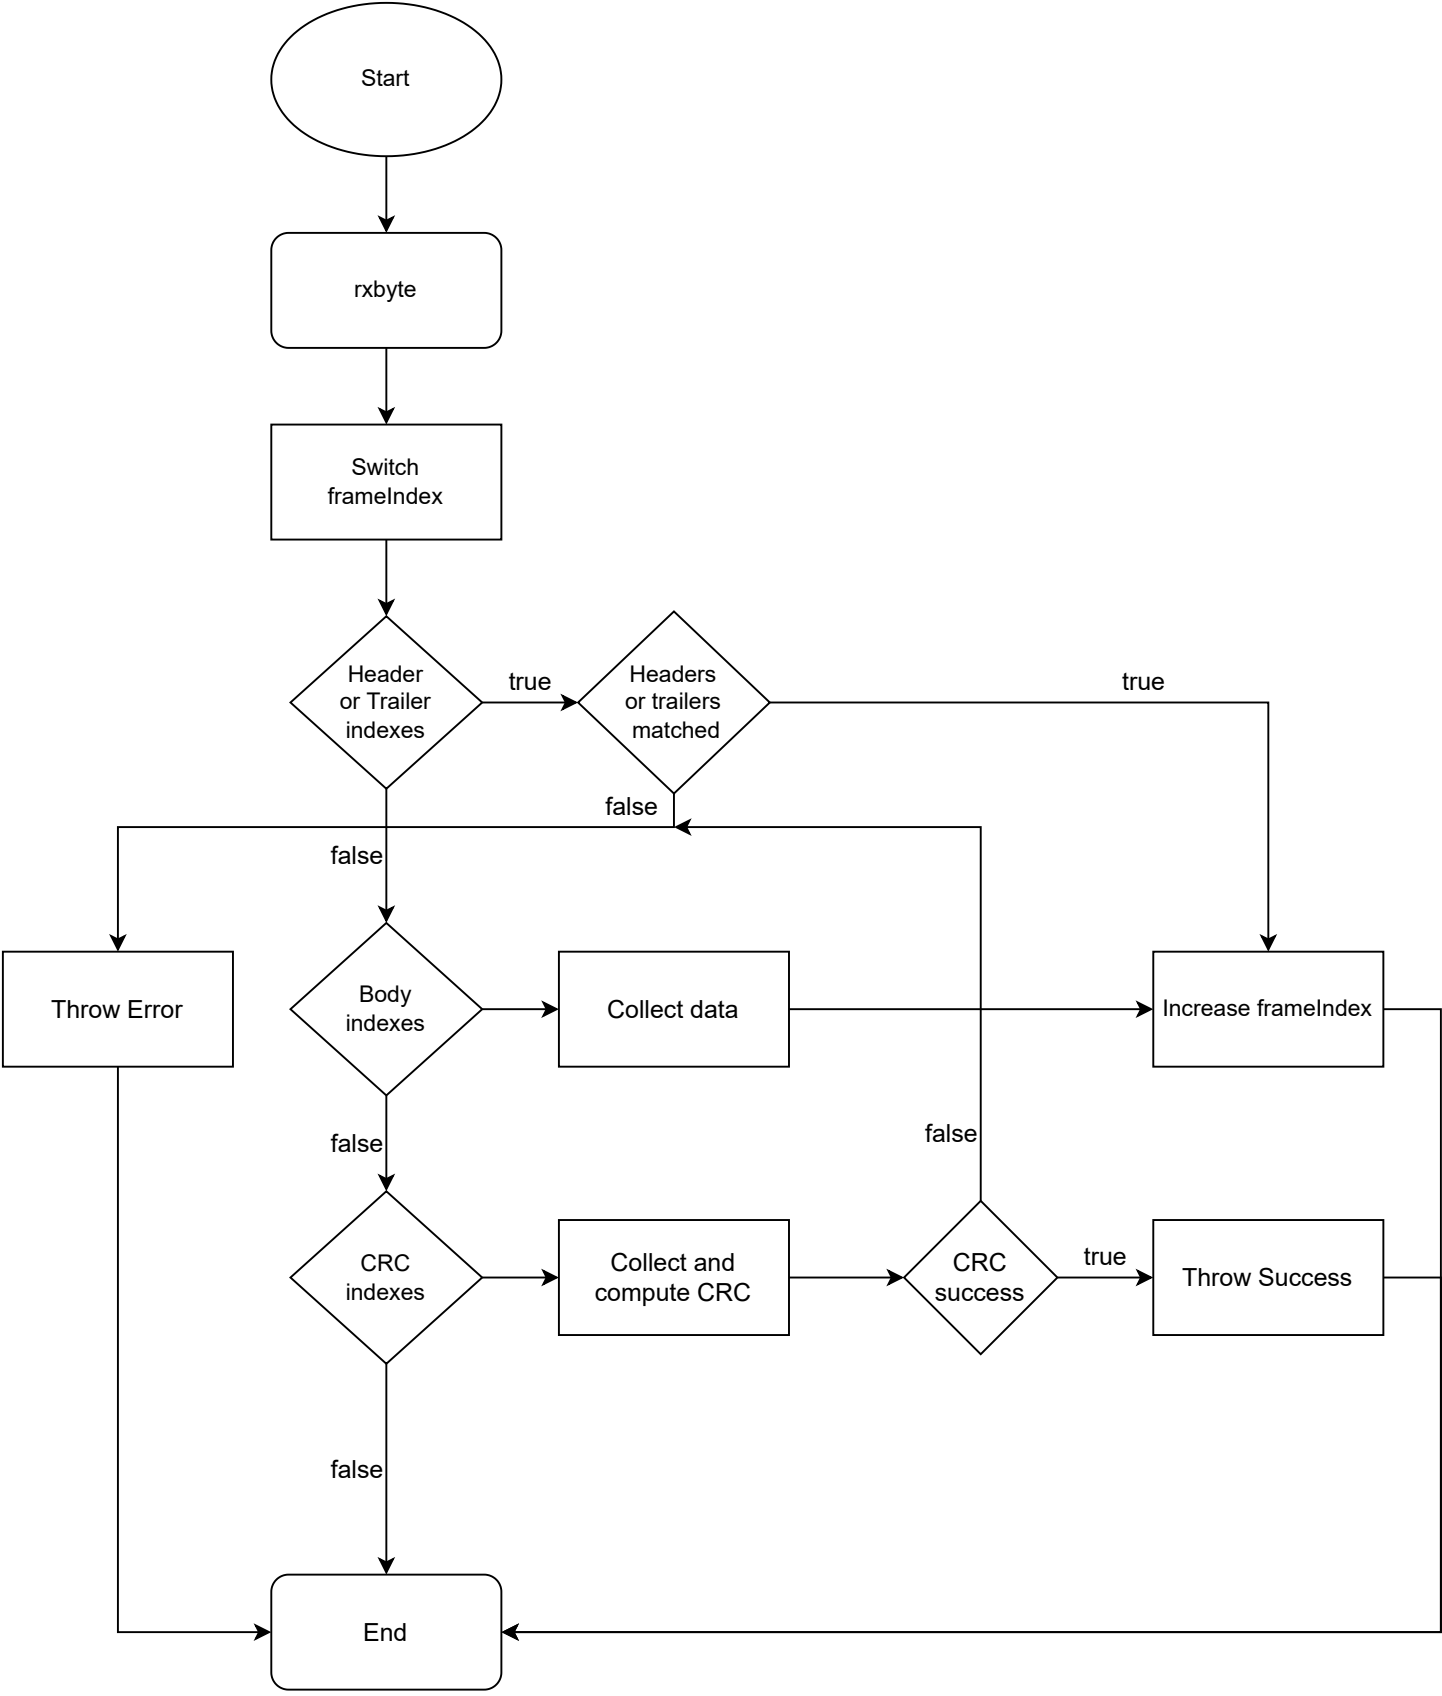 Start
rxbyte
Switch
frameIndex
Header
or Trailer
indexes
true
Headers
or trailers
matched
true
false
false
Throw Error
Body
indexes
Collect data
Increase frameIndex
false
false
CRC
indexes
Collect and
compute CRC
CRC
success
true
Throw Success
false
End